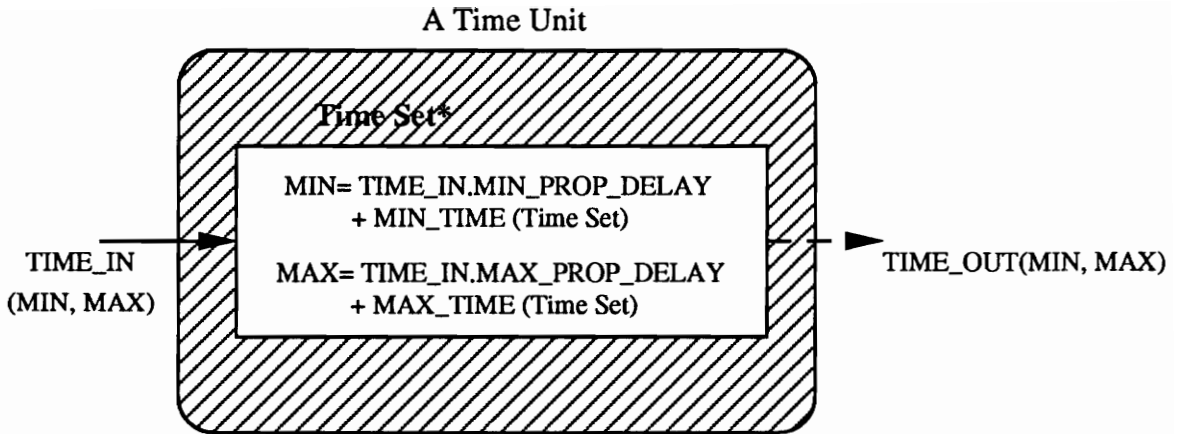 A Time Unit
Time Set*
MIN= TIME_IN.MIN_PROP_DELAY
+ MIN_TIME (Time Set)
MAX= TIME_IN.MAX_PROP_DELAY
+ MAX_TIME (Time Set)
TIME_IN
(MIN, MAX)
TIME_OUT(MIN, MAX)